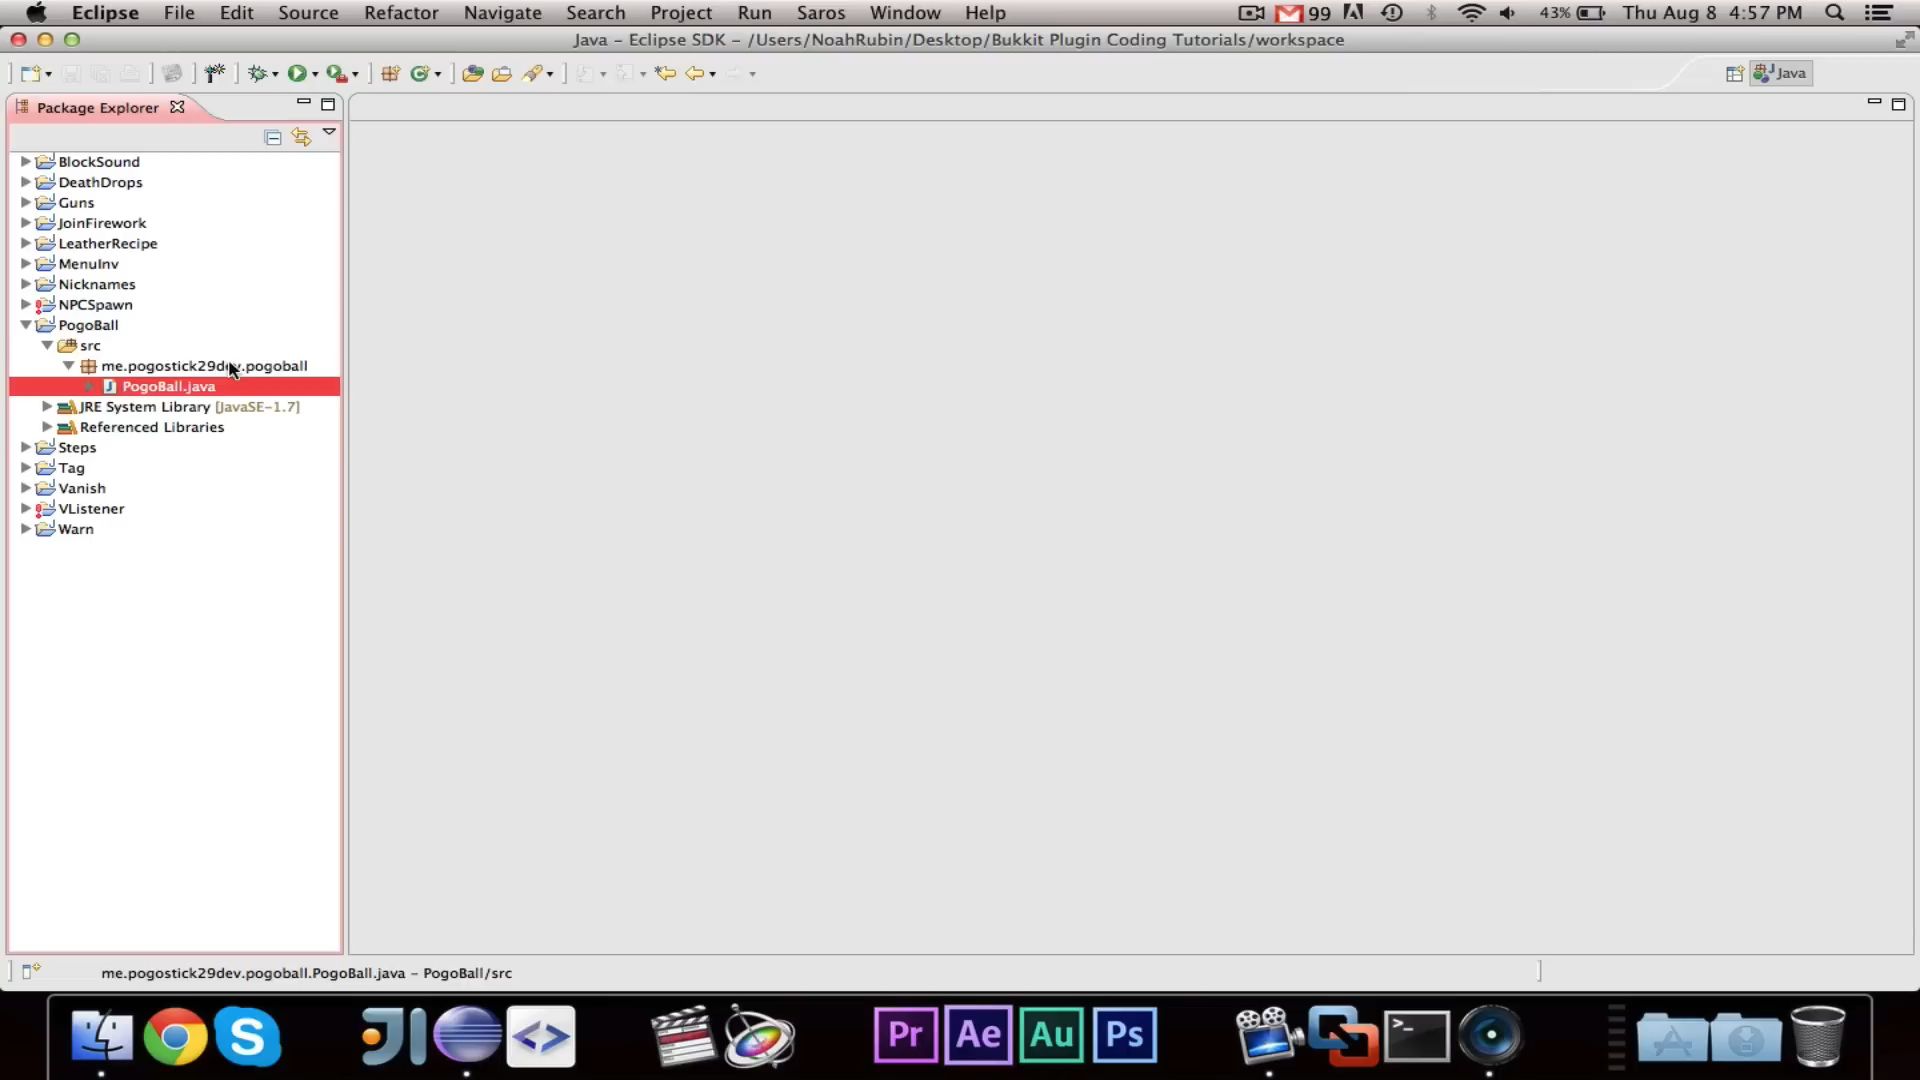 Eclipse File Edit Source Refactor Navigate Search Project Run Saros Window Help 99 43% Thu Aug 8 4:57 PM
Java – Eclipse SDK – /Users/NoahRubin/Desktop/Bukkit Plugin Coding Tutorials/workspace
Java
Package Explorer
BlockSound
DeathDrops
Guns
JoinFirework
LeatherRecipe
MenuInv
Nicknames
NPCSpawn
PogoBall
src
me.pogostick29dev.pogoball
PogoBall.java
JRE System Library [JavaSE-1.7]
Referenced Libraries
Steps
Tag
Vanish
VListener
Warn
me.pogostick29dev.pogoball.PogoBall.java – PogoBall/src
Pr Ae Au Ps